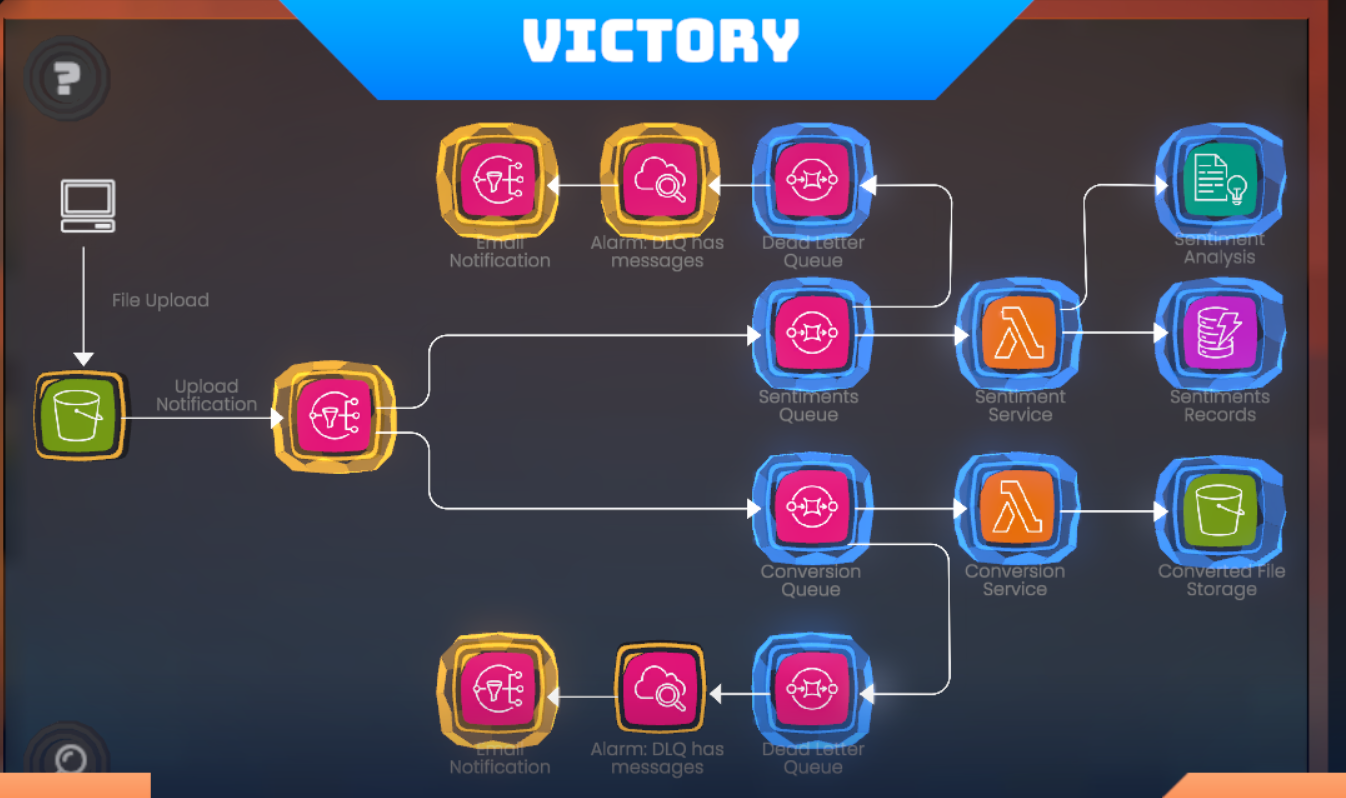 VICTORY
?
Email
Notification
Alarm: DLQ has
messages
Dead Letter
Queue
Sentiment
Analysis
File Upload
Upload
Notification
Sentiments
Queue
Sentiment
Service
Sentiments
Records
Conversion
Queue
Conversion
Service
Converted File
Storage
Email
Notification
Alarm: DLQ has
messages
Dead Letter
Queue